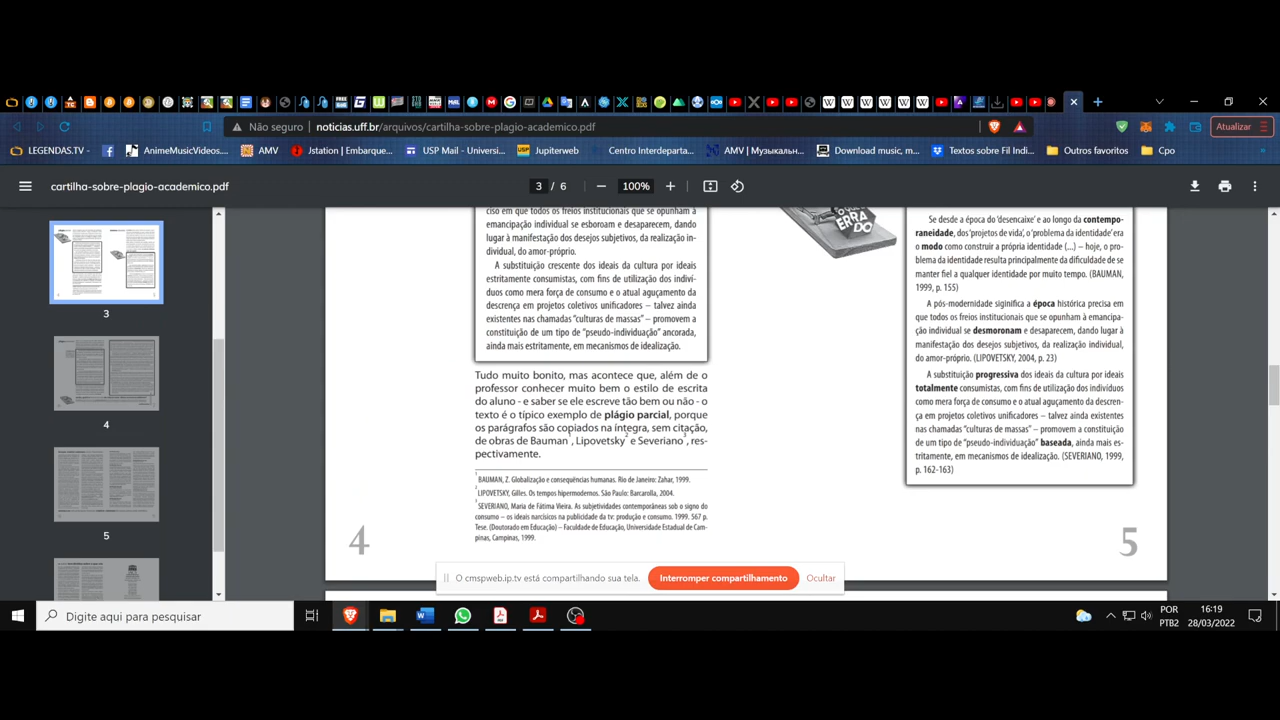 Não seguro
noticias.uff.br/arquivos/cartilha-sobre-plagio-academico.pdf
Atualizar
LEGENDAS.TV -
AnimeMusicVideos...
AMV
Jstation | Embarque...
USP Mail - Universi...
Jupiterweb
Centro Interdeparta...
AMV | Музыкальн...
Download music, m...
Textos sobre Fil Indi...
Outros favoritos
Cpo
cartilha-sobre-plagio-academico.pdf
3 / 6
100%
3
4
5
ciso em que todos os freios institucionais que se opunham à
emancipação individual se esboroam e desaparecem, dando
lugar à manifestação dos desejos subjetivos, da realização in-
dividual, do amor-próprio.
A substituição crescente dos ideais da cultura por ideais
estritamente consumistas, com fins de utilização dos indiví-
duos como mera força de consumo e o atual aguçamento da
descrença em projetos coletivos unificadores – talvez ainda
existentes nas chamadas “culturas de massas” – promovem a
constituição de um tipo de “pseudo-individuação” ancorada,
ainda mais estritamente, em mecanismos de idealização.
Tudo muito bonito, mas acontece que, além de o
professor conhecer muito bem o estilo de escrita
do aluno - e saber se ele escreve tão bem ou não - o
texto é o típico exemplo de plágio parcial, porque
os parágrafos são copiados na íntegra, sem citação,
de obras de Bauman1, Lipovetsky2 e Severiano3, res-
pectivamente.
1 BAUMAN, Z. Globalização e consequências humanas. Rio de Janeiro: Zahar, 1999.
2 LIPOVETSKY, Gilles. Os tempos hipermodernos. São Paulo: Barcarolla, 2004.
3 SEVERIANO, Maria de Fátima Vieira. As subjetividades contemporâneas sob o signo do
consumo – os ideais narcísicos na publicidade da tv: produção e consumo. 1999. 567 p.
Tese. (Doutorado em Educação) – Faculdade de Educação, Universidade Estadual de Cam-
pinas, Campinas, 1999.
4
ERRA
DO
Se desde a época do ‘desencaixe’ e ao longo da contempo-
raneidade, dos ‘projetos de vida’, o ‘problema da identidade’ era
o modo como construir a própria identidade (...) – hoje, o pro-
blema da identidade resulta principalmente da dificuldade de se
manter fiel a qualquer identidade por muito tempo. (BAUMAN,
1999, p. 155)
A pós-modernidade siginifica a época histórica precisa em
que todos os freios institucionais que se opunham à emancipa-
ção individual se desmoronam e desaparecem, dando lugar à
manifestação dos desejos subjetivos, da realização individual,
do amor-próprio. (LIPOVETSKY, 2004, p. 23)
A substituição progressiva dos ideais da cultura por ideais
totalmente consumistas, com fins de utilização dos indivíduos
como mera força de consumo e o atual aguçamento da descren-
ça em projetos coletivos unificadores – talvez ainda existentes
nas chamadas “culturas de massas” – promovem a constituição
de um tipo de “pseudo-individuação” baseada, ainda mais es-
tritamente, em mecanismos de idealização. (SEVERIANO, 1999,
p. 162-163)
5
O cmspweb.ip.tv está compartilhando sua tela.
Interromper compartilhamento
Ocultar
Digite aqui para pesquisar
POR
PTB2
16:19
28/03/2022